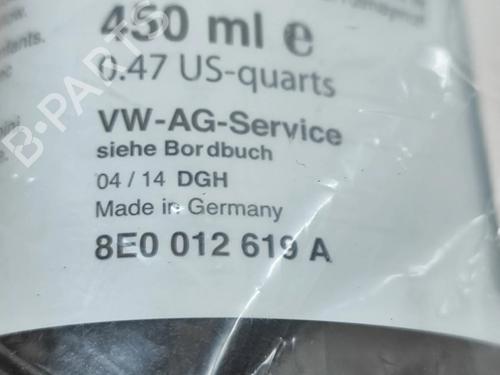 450 ml e
0.47 US-quarts
VW-AG-Service
siehe Bordbuch
04 / 14 DGH
Made in Germany
8E0 012 619 A
B-PARTS